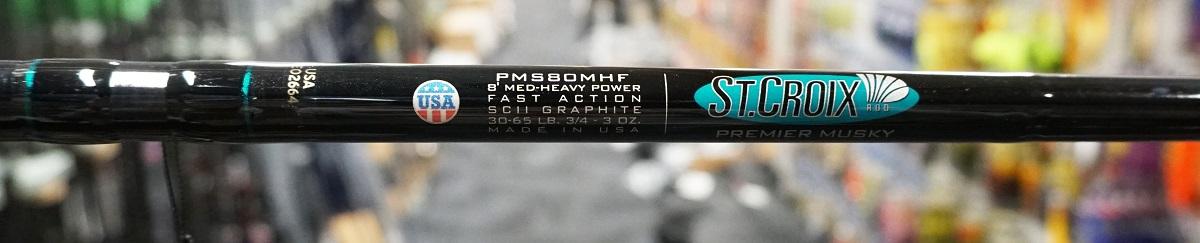 USA
USA
PMS80MHF
8' MED-HEAVY POWER
FAST ACTION
SCII GRAPHITE
30-65 LB. 3/4 - 3 OZ.
MADE IN USA
ST.CROIX
ROD
PREMIER MUSKY